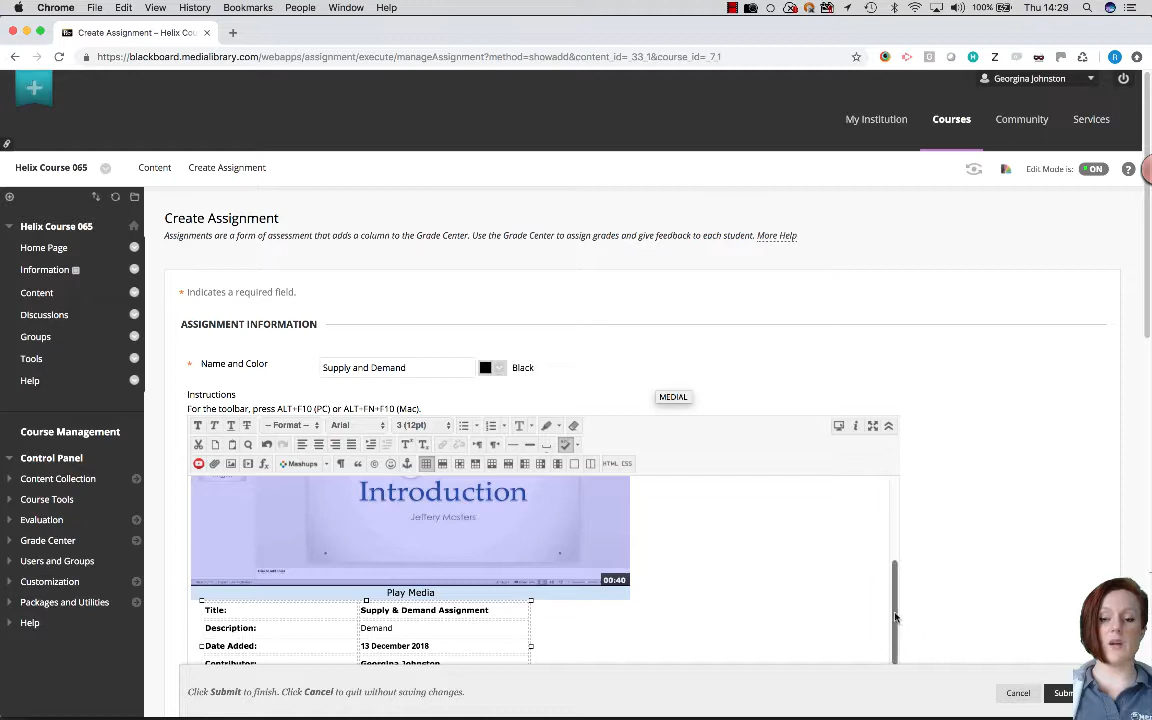 Chrome File Edit View History Bookmarks People Window Help 100% Thu 14:29
Create Assignment – Helix Cou
https://blackboard.medialibrary.com/webapps/assignment/execute/manageAssignment?method=showadd&content_id=_33_1&course_id=_7_1
Georgina Johnston
My Institution Courses Community Services
Helix Course 065 Content Create Assignment Edit Mode is: ON ?
Helix Course 065
Home Page
Information
Content
Discussions
Groups
Tools
Help
Course Management
Control Panel
Content Collection
Course Tools
Evaluation
Grade Center
Users and Groups
Customization
Packages and Utilities
Help
Create Assignment
Assignments are a form of assessment that adds a column to the Grade Center. Use the Grade Center to assign grades and give feedback to each student. More Help
* Indicates a required field.
ASSIGNMENT INFORMATION
* Name and Color Supply and Demand Black
Instructions
MEDIAL
For the toolbar, press ALT+F10 (PC) or ALT+FN+F10 (Mac).
T T T T -- Format -- Arial 3 (12pt) T
Mashups HTML CSS
Introduction
Jeffery Masters
00:40
Play Media
Title: Supply & Demand Assignment
Description: Demand
Date Added: 13 December 2018
Contributor: Georgina Johnston
Click Submit to finish. Click Cancel to quit without saving changes. Cancel Subm